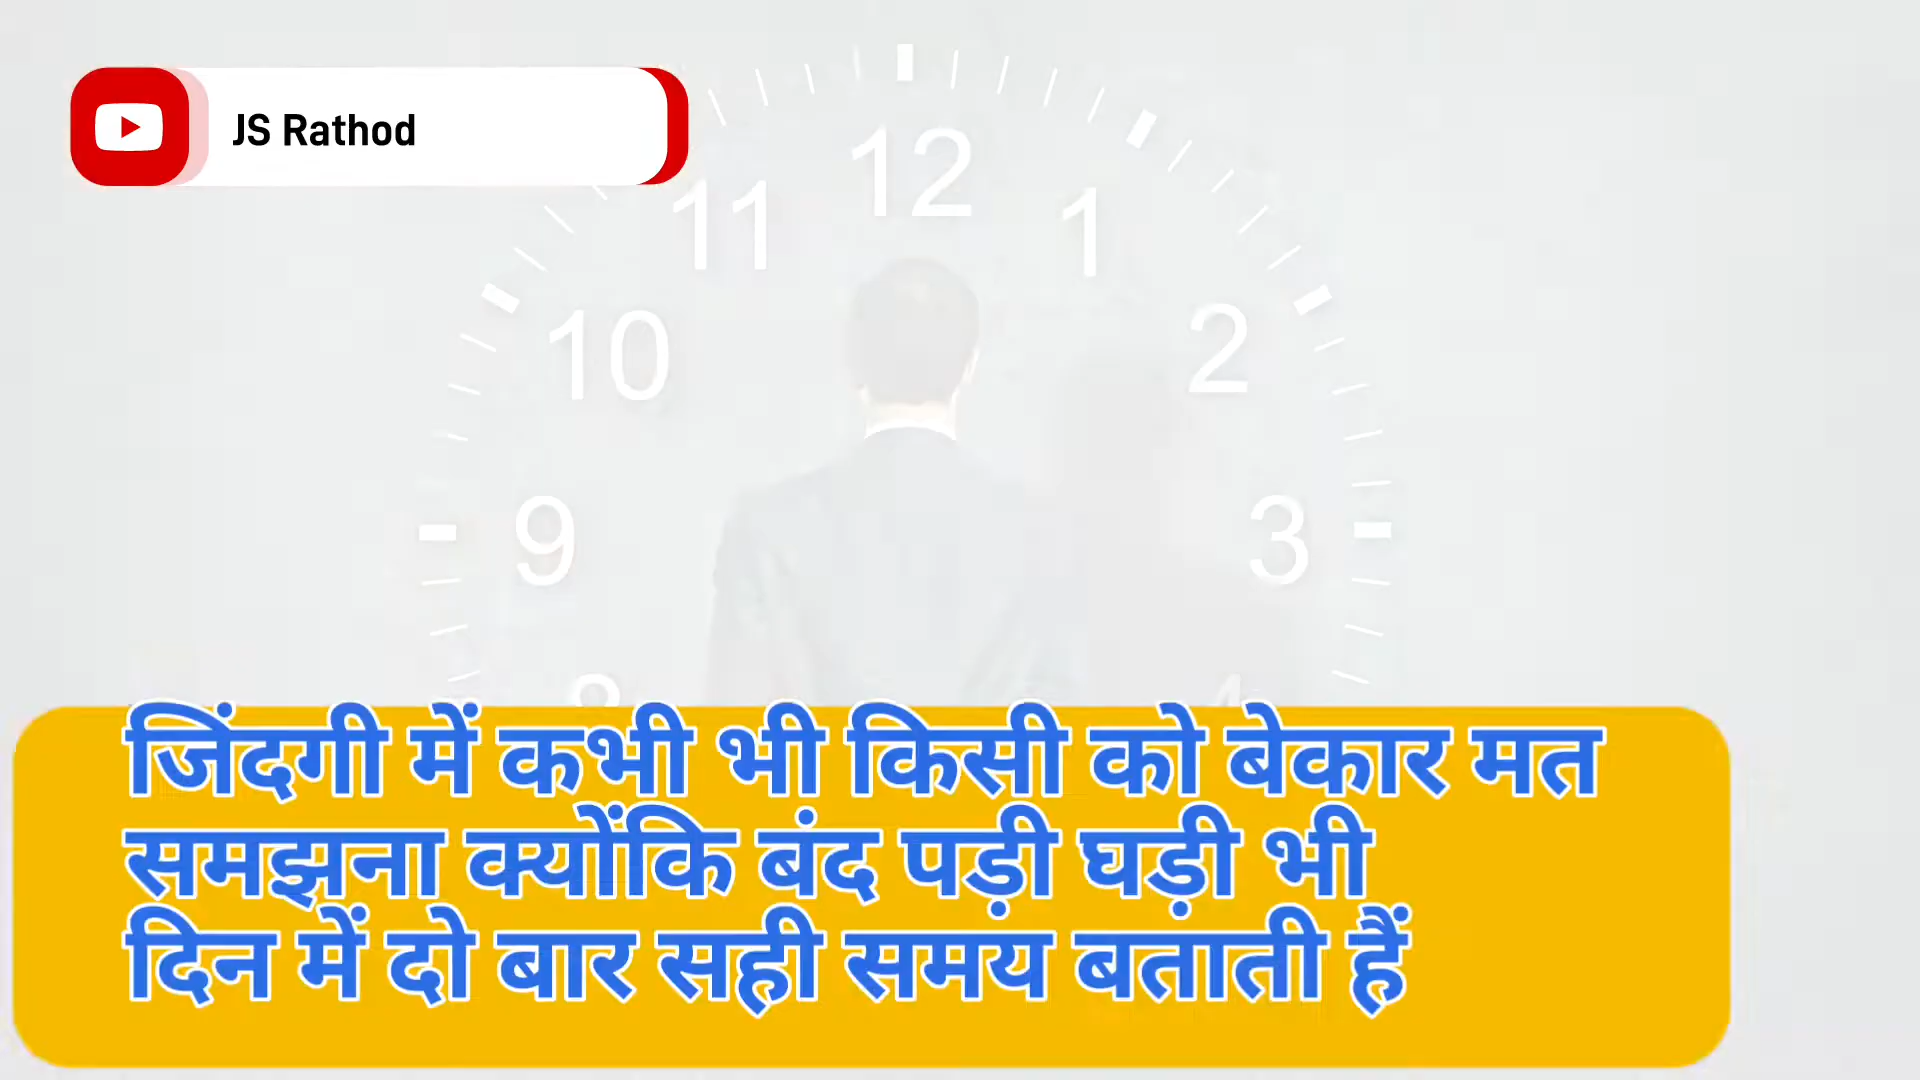 JS Rathod
12
11
1
10
2
9
3
जिंदगी में कभी भी किसी को बेकार मत
समझना क्योंकि बंद पड़ी घड़ी भी
दिन में दो बार सही समय बताती हैं